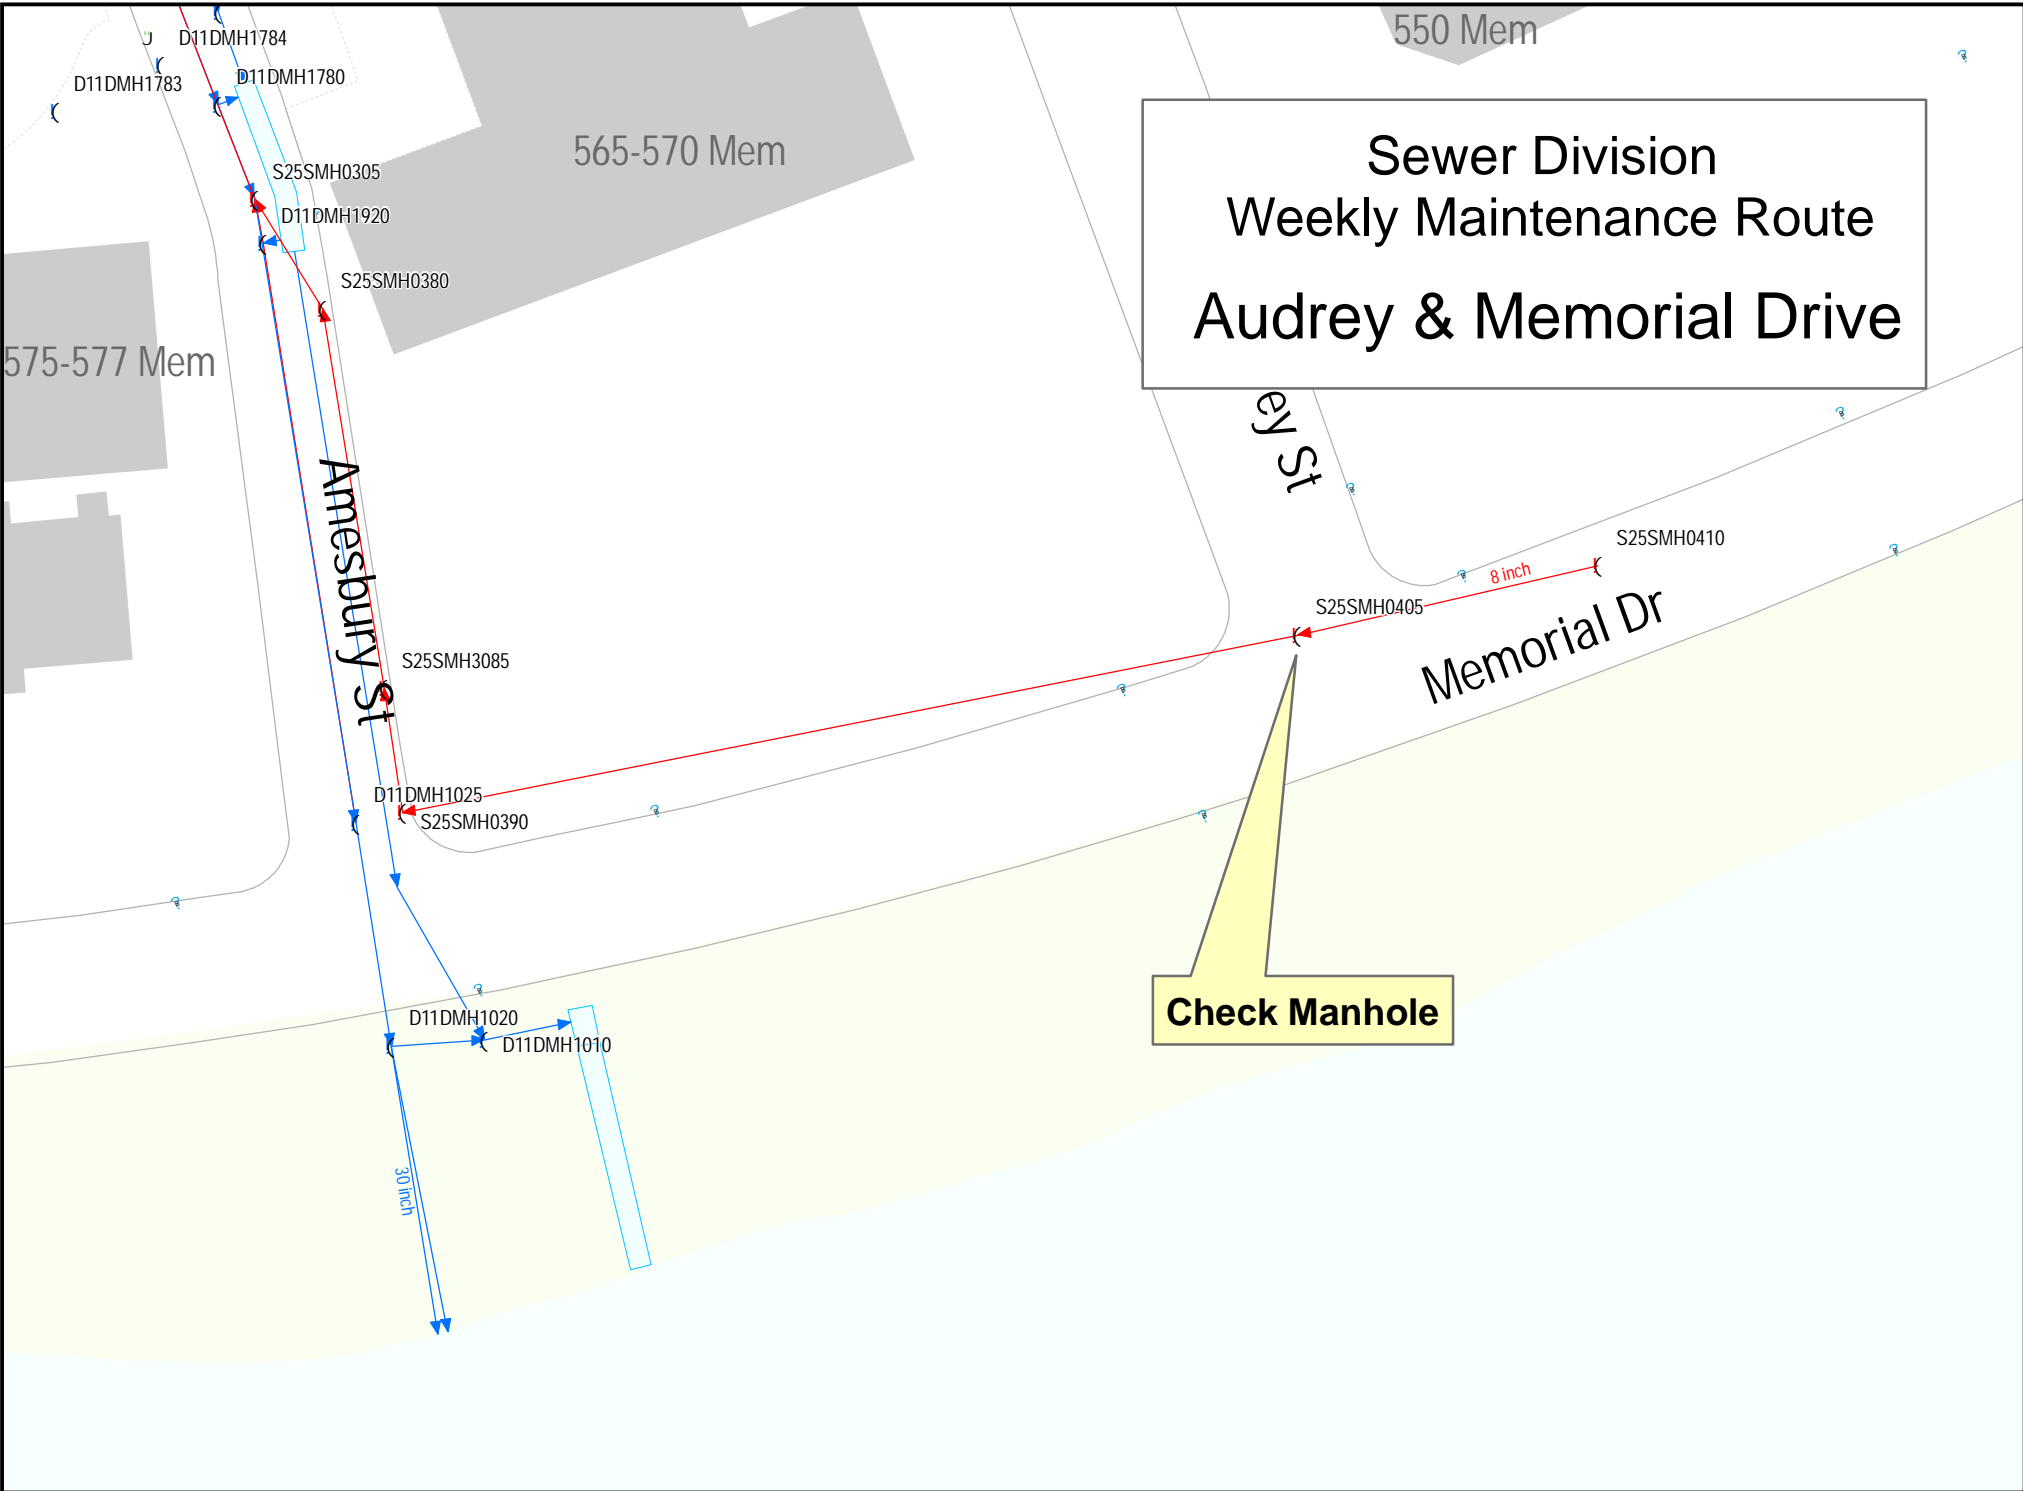 550 Mem
D11DMH1784
D11DMH1783
D11DMH1780
565-570 Mem
Sewer Division
Weekly Maintenance Route
Audrey & Memorial Drive
S25SMH0305
D11DMH1920
S25SMH0380
575-577 Mem
ey St
Amesbury St
S25SMH0410
8 inch
S25SMH0405
Memorial Dr
S25SMH3085
D11DMH1025
S25SMH0390
Check Manhole
D11DMH1020
D11DMH1010
30 inch